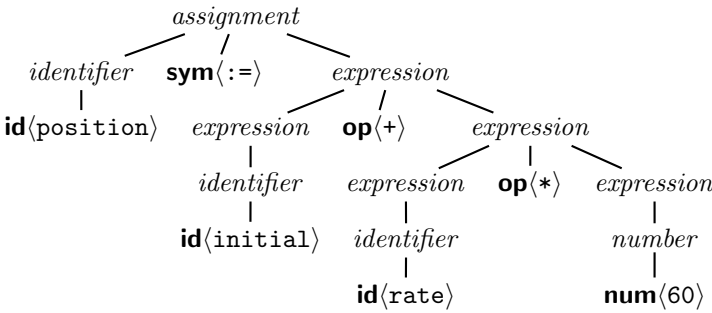 assignment
identifier sym⟨:=⟩ expression
id⟨position⟩ expression op⟨+⟩ expression
identifier expression op⟨*⟩ expression
id⟨initial⟩ identifier number
id⟨rate⟩ num⟨60⟩